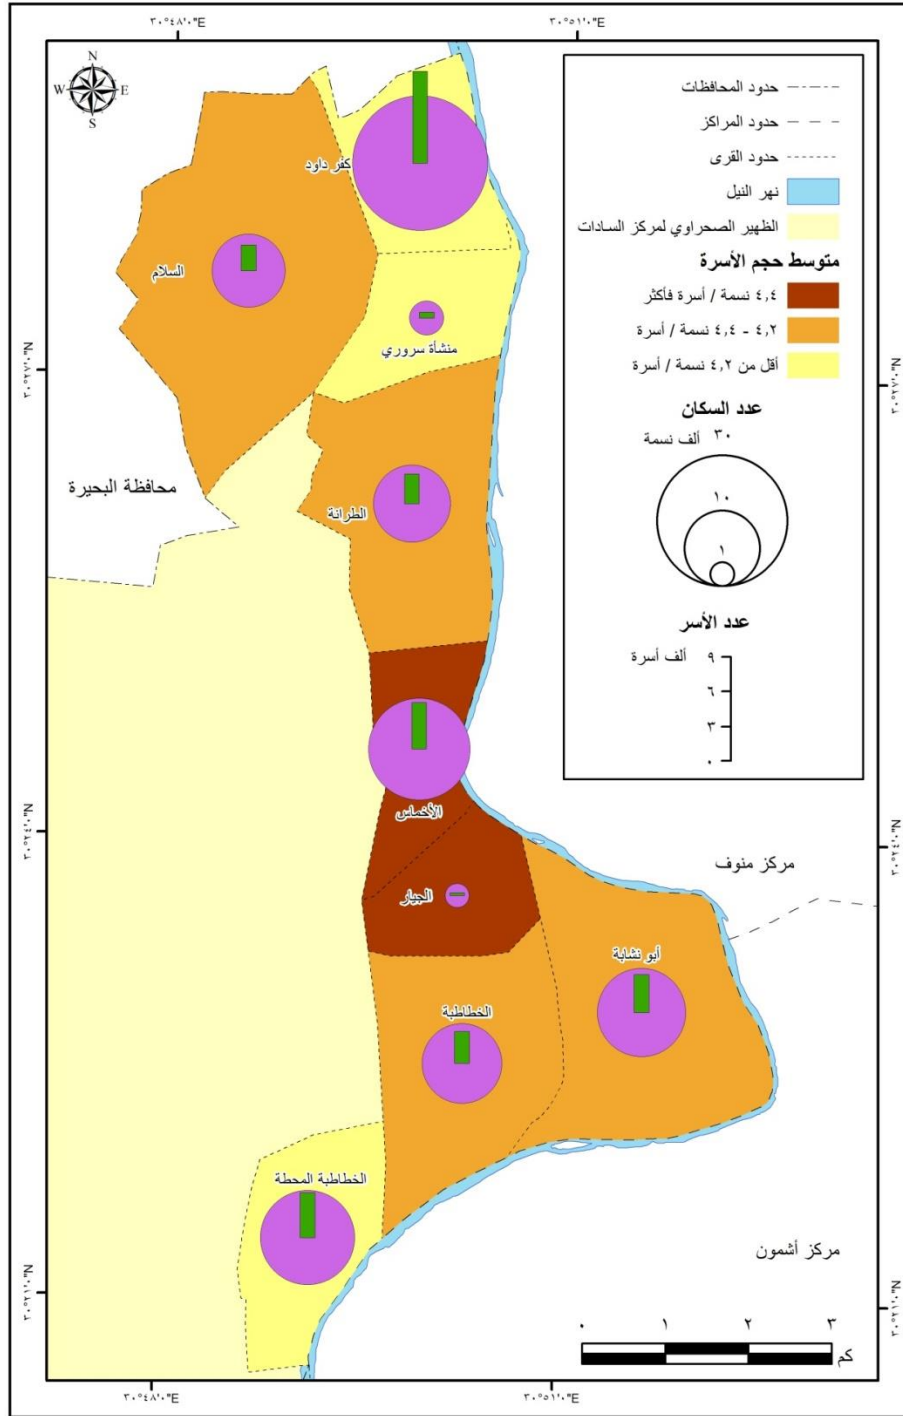 ٣٠°٤٨'٠"E
٣٠°٥١'٠"E
N
W
E
S
حدود المحافظات
حدود المراكز
حدود القرى
نهر النيل
الظهير الصحراوي لمركز السادات
متوسط حجم الأسرة
٤,٤ نسمة / أسرة فأكثر
٤,٢ - ٤,٤ نسمة / أسرة
أقل من ٤,٢ نسمة / أسرة
عدد السكان
٣٠ ألف نسمة
١٠
١
عدد الأسر
٩ ألف أسرة
٦
٣
٠
كفر داود
السلام
منشأة سروري
محافظة البحيرة
الطرانة
الأخماس
الجيار
مركز منوف
أبو نشابة
الخطاطبة
الخطاطبة المحطة
مركز أشمون
٠ ١ ٢ ٣
كم
٣٠°٤٨'٠"E
٣٠°٥١'٠"E